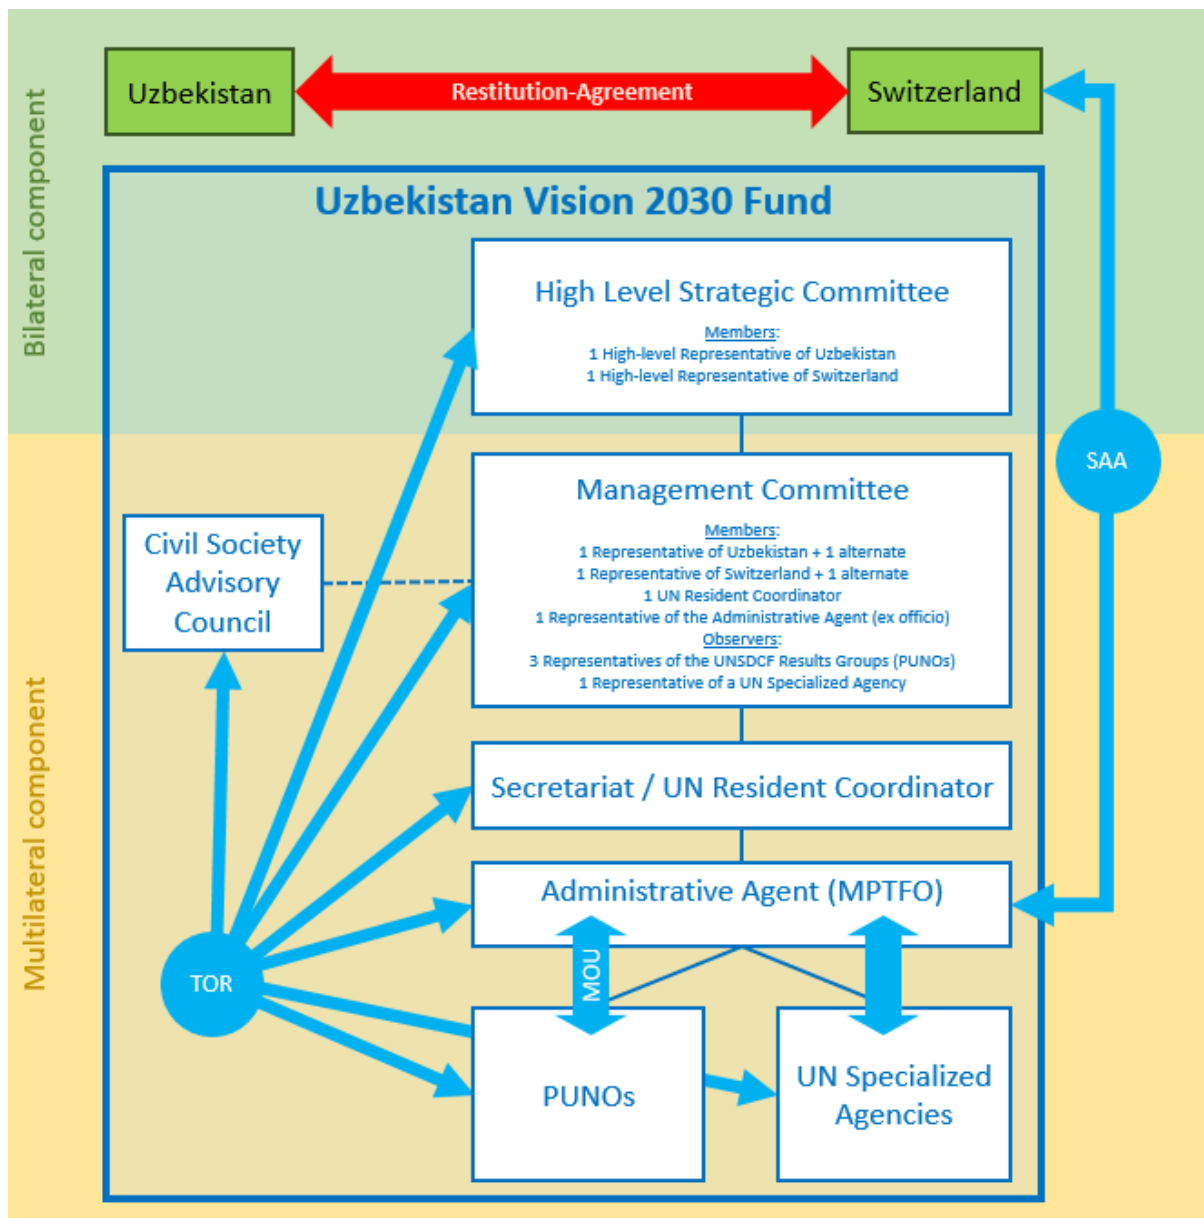 Bilateral component
Uzbekistan
Restitution-Agreement
Switzerland
Uzbekistan Vision 2030 Fund
High Level Strategic Committee
Members:
1 High-level Representative of Uzbekistan
1 High-level Representative of Switzerland
SAA
Multilateral component
Management Committee
Members:
1 Representative of Uzbekistan + 1 alternate
1 Representative of Switzerland + 1 alternate
1 UN Resident Coordinator
1 Representative of the Administrative Agent (ex officio)
Observers:
3 Representatives of the UNSDCF Results Groups (PUNOs)
1 Representative of a UN Specialized Agency
Civil Society
Advisory
Council
Secretariat / UN Resident Coordinator
Administrative Agent (MPTFO)
MOU
TOR
PUNOs
UN Specialized
Agencies